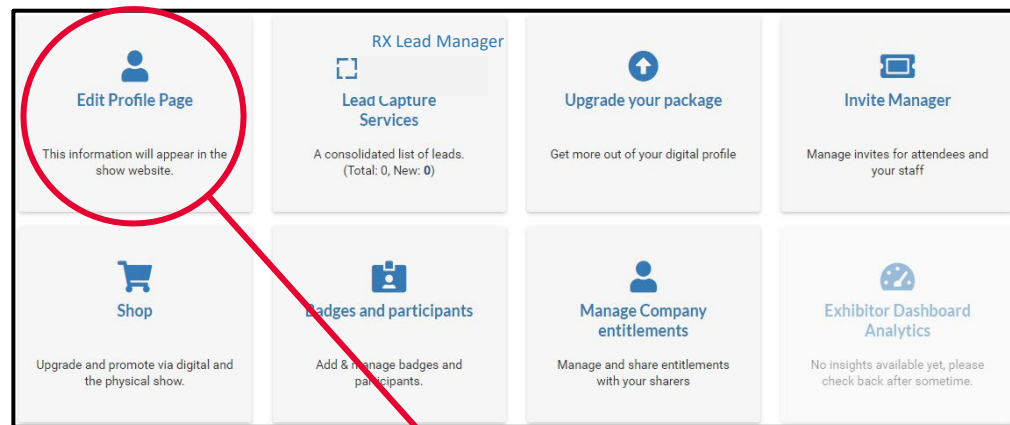 RX Lead Manager
Edit Profile Page
This information will appear in the
show website.
Lead Capture
Services
A consolidated list of leads.
(Total: 0, New: 0)
Upgrade your package
Get more out of your digital profile
Invite Manager
Manage invites for attendees and
your staff
Shop
Upgrade and promote via digital and
the physical show.
Badges and participants
Add & manage badges and
participants.
Manage Company
entitlements
Manage and share entitlements
with your sharers
Exhibitor Dashboard
Analytics
No insights available yet, please
check back after sometime.